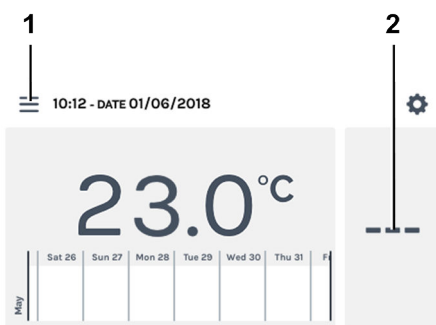 1 2
10:12 - DATE 01/06/2018
23.0°C
---
Sat 26 Sun 27 Mon 28 Tue 29 Wed 30 Thu 31
May